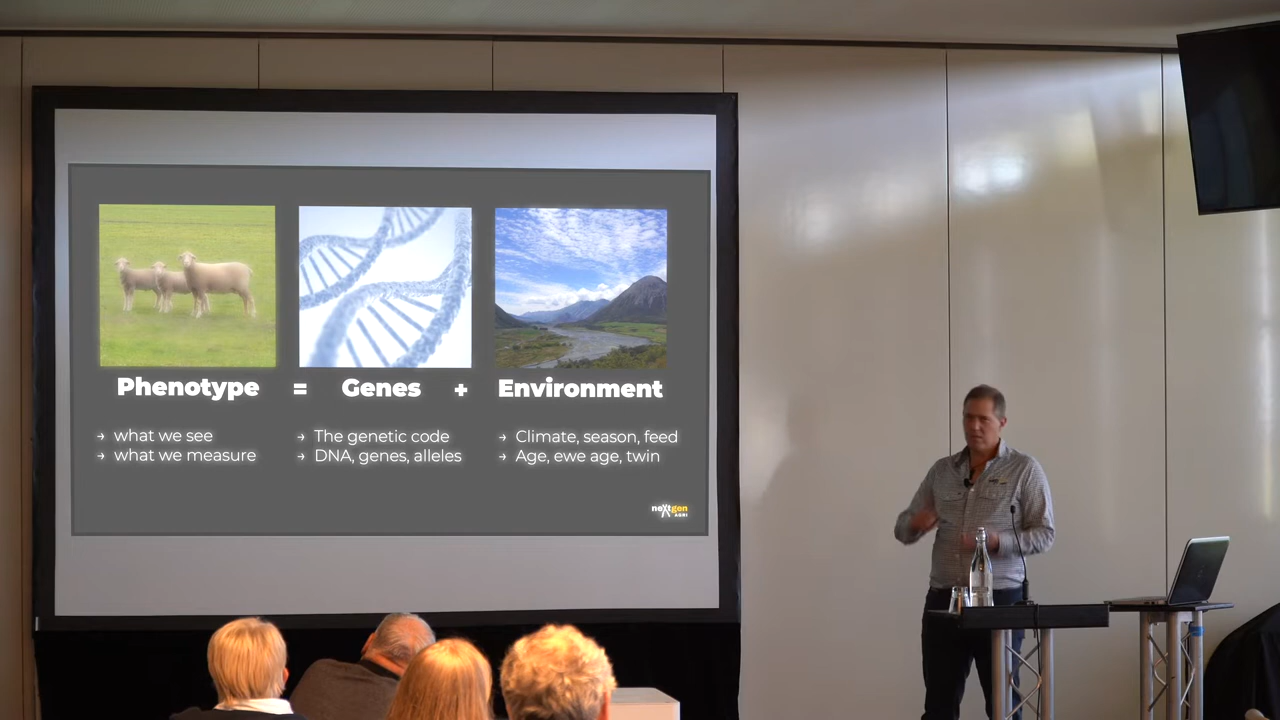 Phenotype = Genes + Environment
→ what we see
→ what we measure
→ The genetic code
→ DNA, genes, alleles
→ Climate, season, feed
→ Age, ewe age, twin
nextgen
AGRI